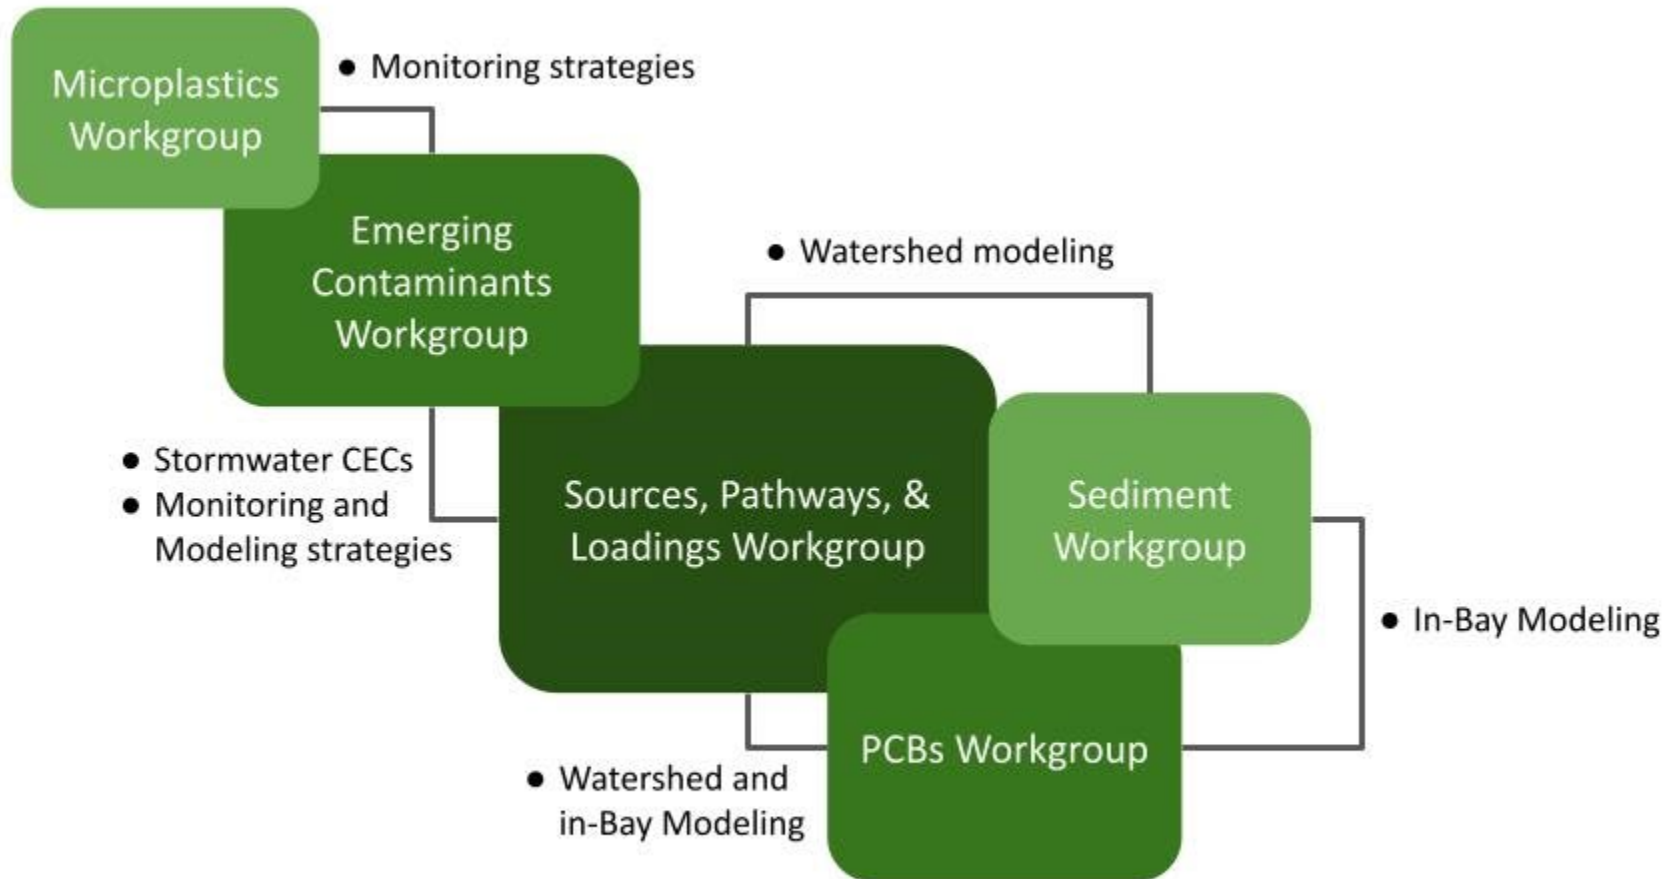 Microplastics
Workgroup
● Monitoring strategies
Emerging
Contaminants
Workgroup
● Watershed modeling
● Stormwater CECs
● Monitoring and
Modeling strategies
Sources, Pathways, &
Loadings Workgroup
Sediment
Workgroup
● In-Bay Modeling
PCBs Workgroup
● Watershed and
in-Bay Modeling